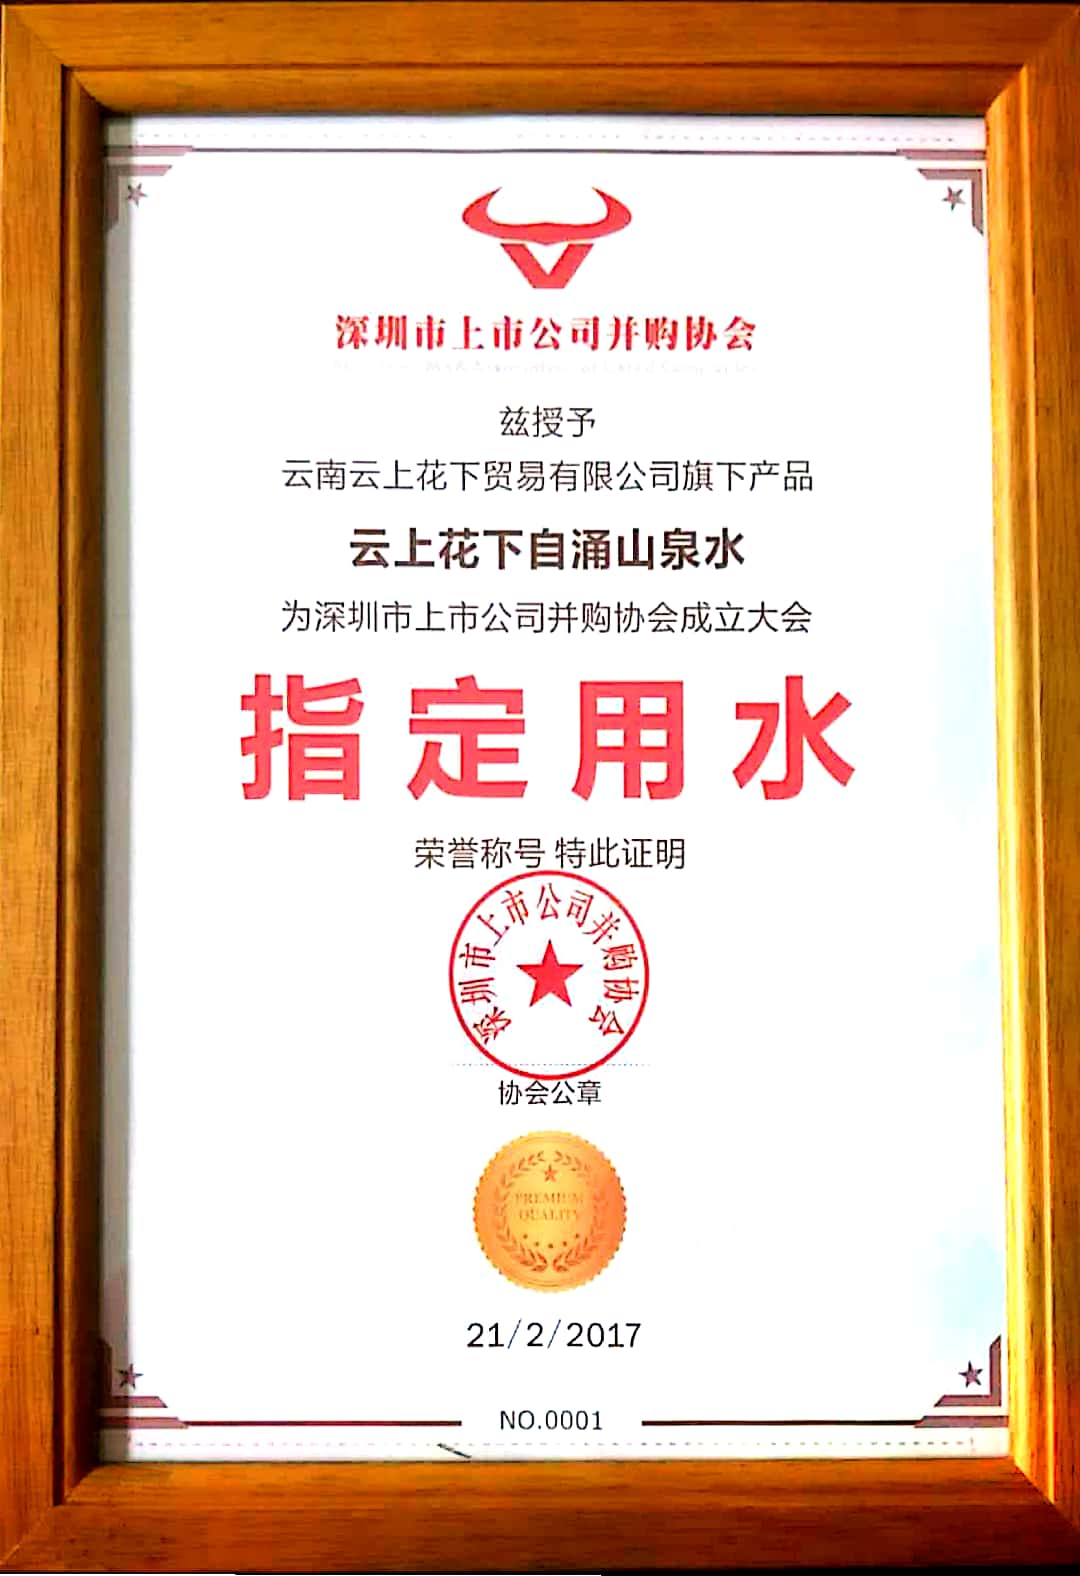 深圳市上市公司并购协会
兹授予
云南云上花下贸易有限公司旗下产品
云上花下自涌山泉水
为深圳市上市公司并购协会成立大会
指定用水
荣誉称号 特此证明
深圳市上市公司并购协会
协会公章
PREMIUM
QUALITY
21/2/2017
NO.0001